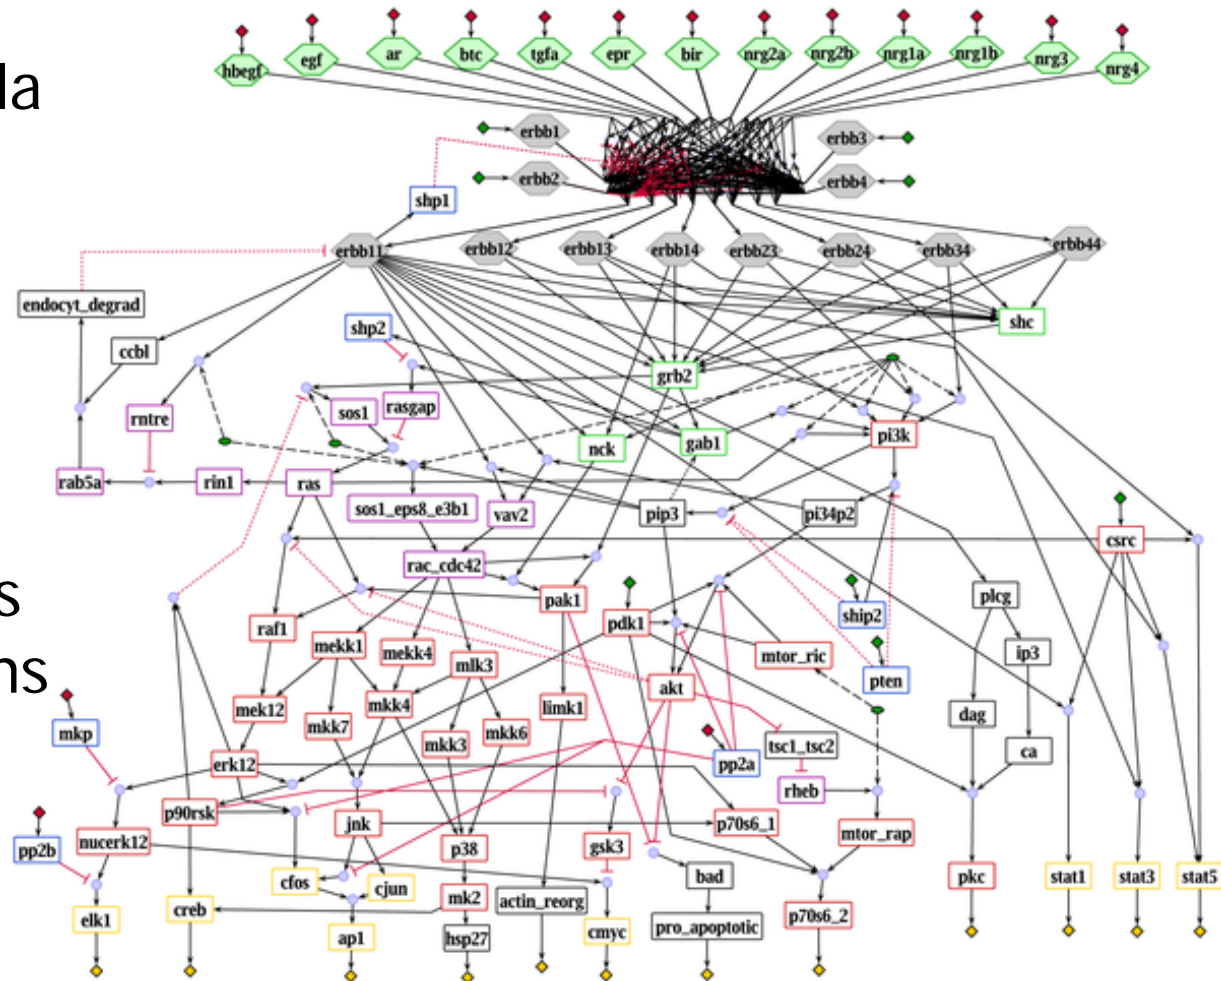 hbegf egf ar btc tgfa epr bir nrg2a nrg2b nrg1a nrg1b nrg3 nrg4
la
erbb1 erbb3
erbb2 erbb4
shp1
erbb11 erbb12 erbb13 erbb14 erbb23 erbb24 erbb34 erbb44
endocyt_degrad
shp2 shc
ccbl
grb2
rntre sos1 rasgap
nck gab1 pi3k
rab5a rin1 ras
sos1_eps8_e3b1 vav2 pip3 pi34p2
csrc
rac_cdc42
s
pak1 plcg
raf1 pdk1 ship2
mekk1 mekk4 mlk3 mtor_ric ip3
ns
akt pten
mek12 mkk4 limk1 dag
mkp mkk7 mkk3 mkk6 tsc1_tsc2 ca
erk12 pp2a
rheb
p90rsk jnk p70s6_1 mtor_rap
pp2b nucerk12 p38 gsk3
cfos cjun bad pkc stat1 stat3 stat5
elk1 creb mk2 actin_reorg p70s6_2
ap1 hsp27 cmyc pro_apoptotic